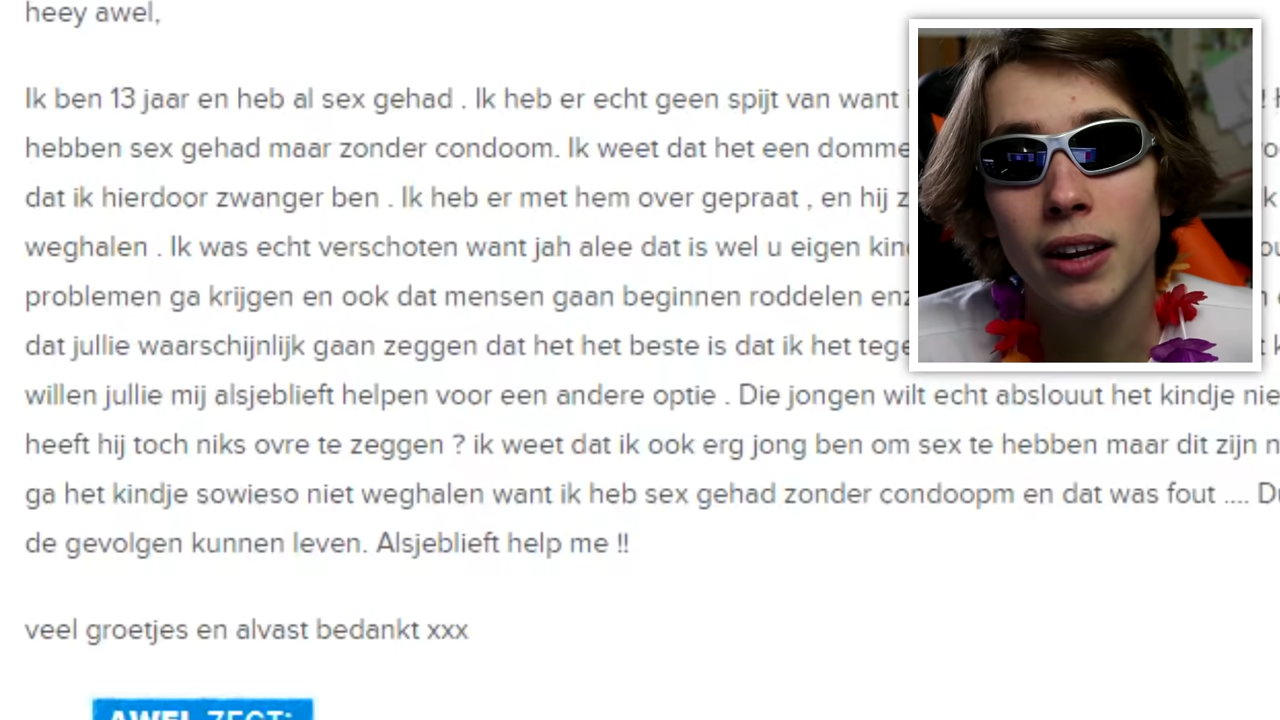 heey awel,
Ik ben 13 jaar en heb al sex gehad . Ik heb er echt geen spijt van want
hebben sex gehad maar zonder condoom. Ik weet dat het een domme
dat ik hierdoor zwanger ben . Ik heb er met hem over gepraat , en hij
weghalen . Ik was echt verschoten want jah alee dat is wel u eigen
problemen ga krijgen en ook dat mensen gaan beginnen roddelen
dat jullie waarschijnlijk gaan zeggen dat het het beste is dat ik het
willen jullie mij alsjeblieft helpen voor een andere optie . Die jongen wilt echt abslouut het kindje
heeft hij toch niks ovre te zeggen ? ik weet dat ik ook erg jong ben om sex te hebben maar dit zijn
ga het kindje sowieso niet weghalen want ik heb sex gehad zonder condoopm en dat was fout ....
de gevolgen kunnen leven. Alsjeblieft help me !!
veel groetjes en alvast bedankt xxx
AWEL ZEGT: